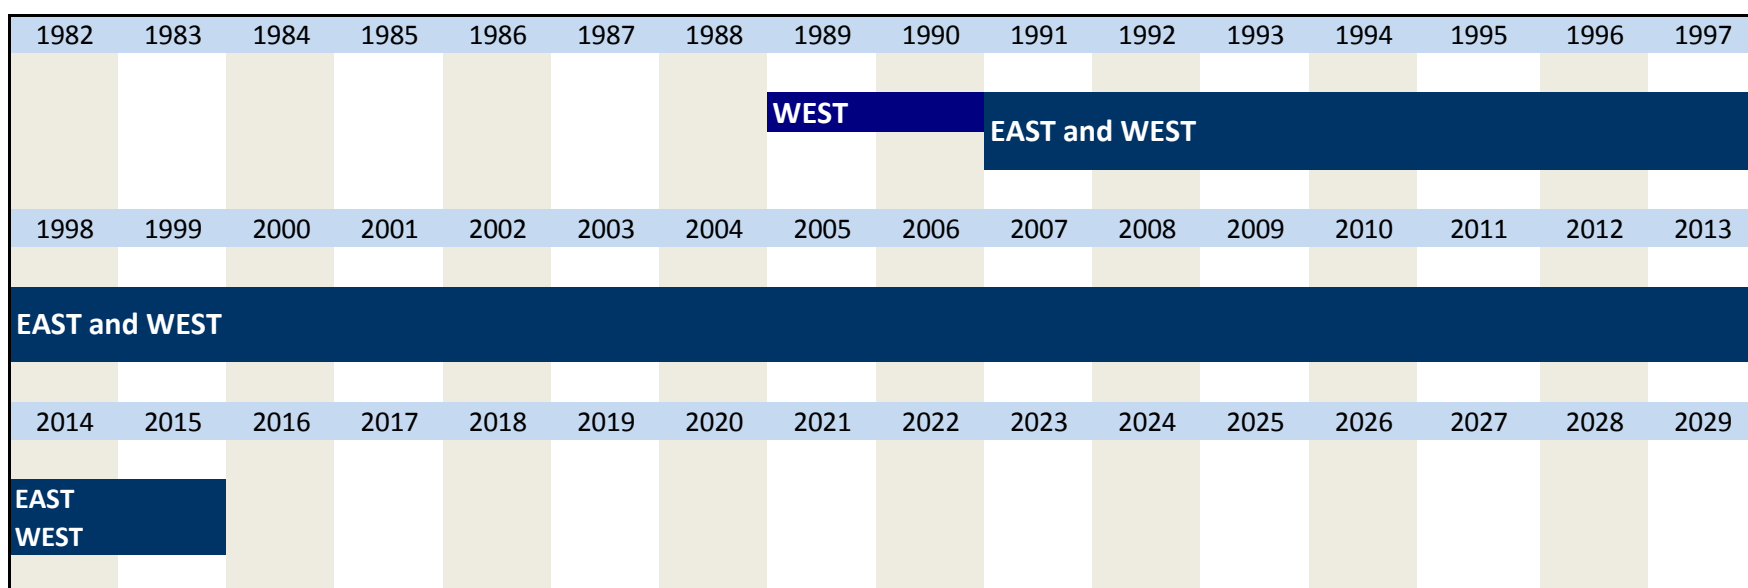 1982 1983 1984 1985 1986 1987 1988 1989 1990 1991 1992 1993 1994 1995 1996 1997
WEST
EAST and WEST
1998 1999 2000 2001 2002 2003 2004 2005 2006 2007 2008 2009 2010 2011 2012 2013
EAST and WEST
2014 2015 2016 2017 2018 2019 2020 2021 2022 2023 2024 2025 2026 2027 2028 2029
EAST
WEST